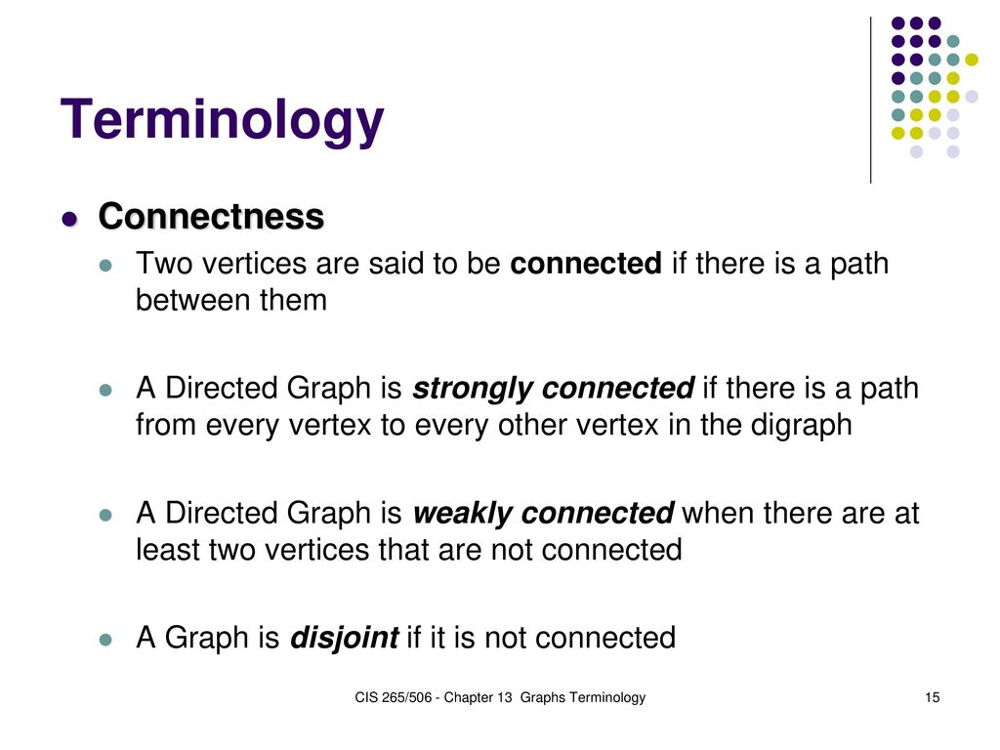 Terminology
Connectness
Two vertices are said to be connected if there is a path
between them
A Directed Graph is strongly connected if there is a path
from every vertex to every other vertex in the digraph
A Directed Graph is weakly connected when there are at
least two vertices that are not connected
A Graph is disjoint if it is not connected
CIS 265/506 - Chapter 13  Graphs Terminology
15